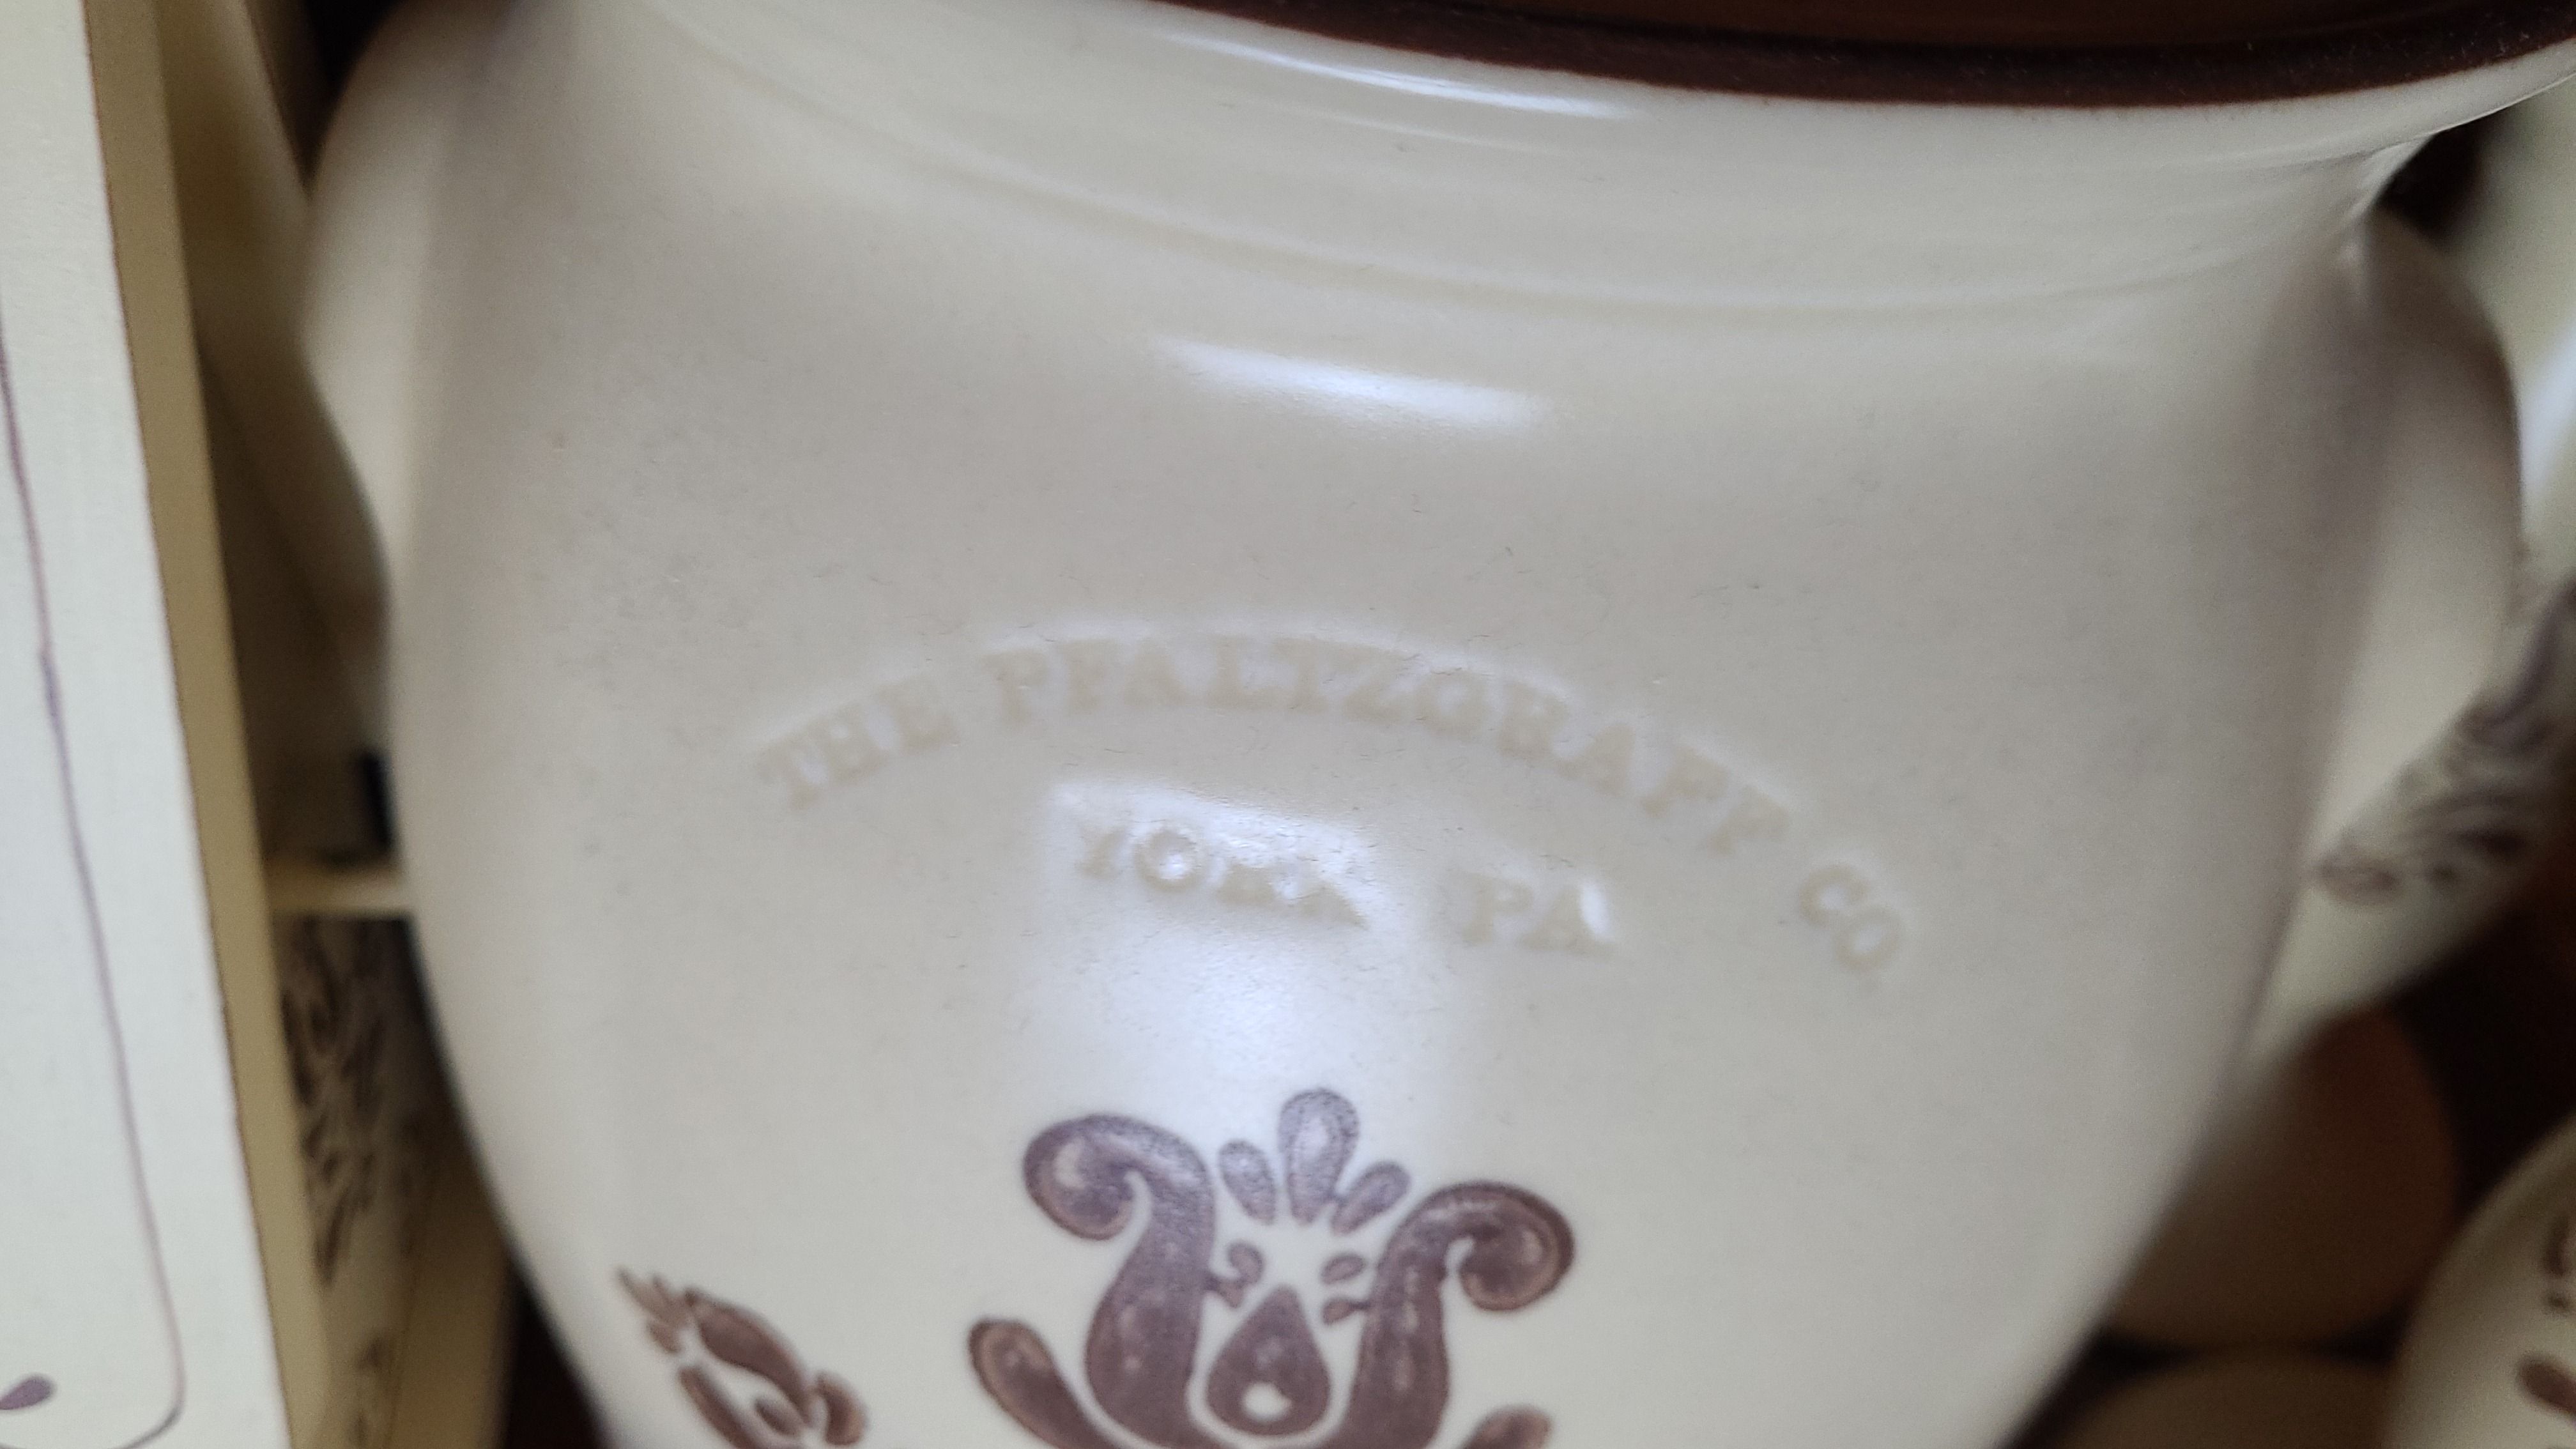 THE PFALTZGRAFF CO
YORK PA